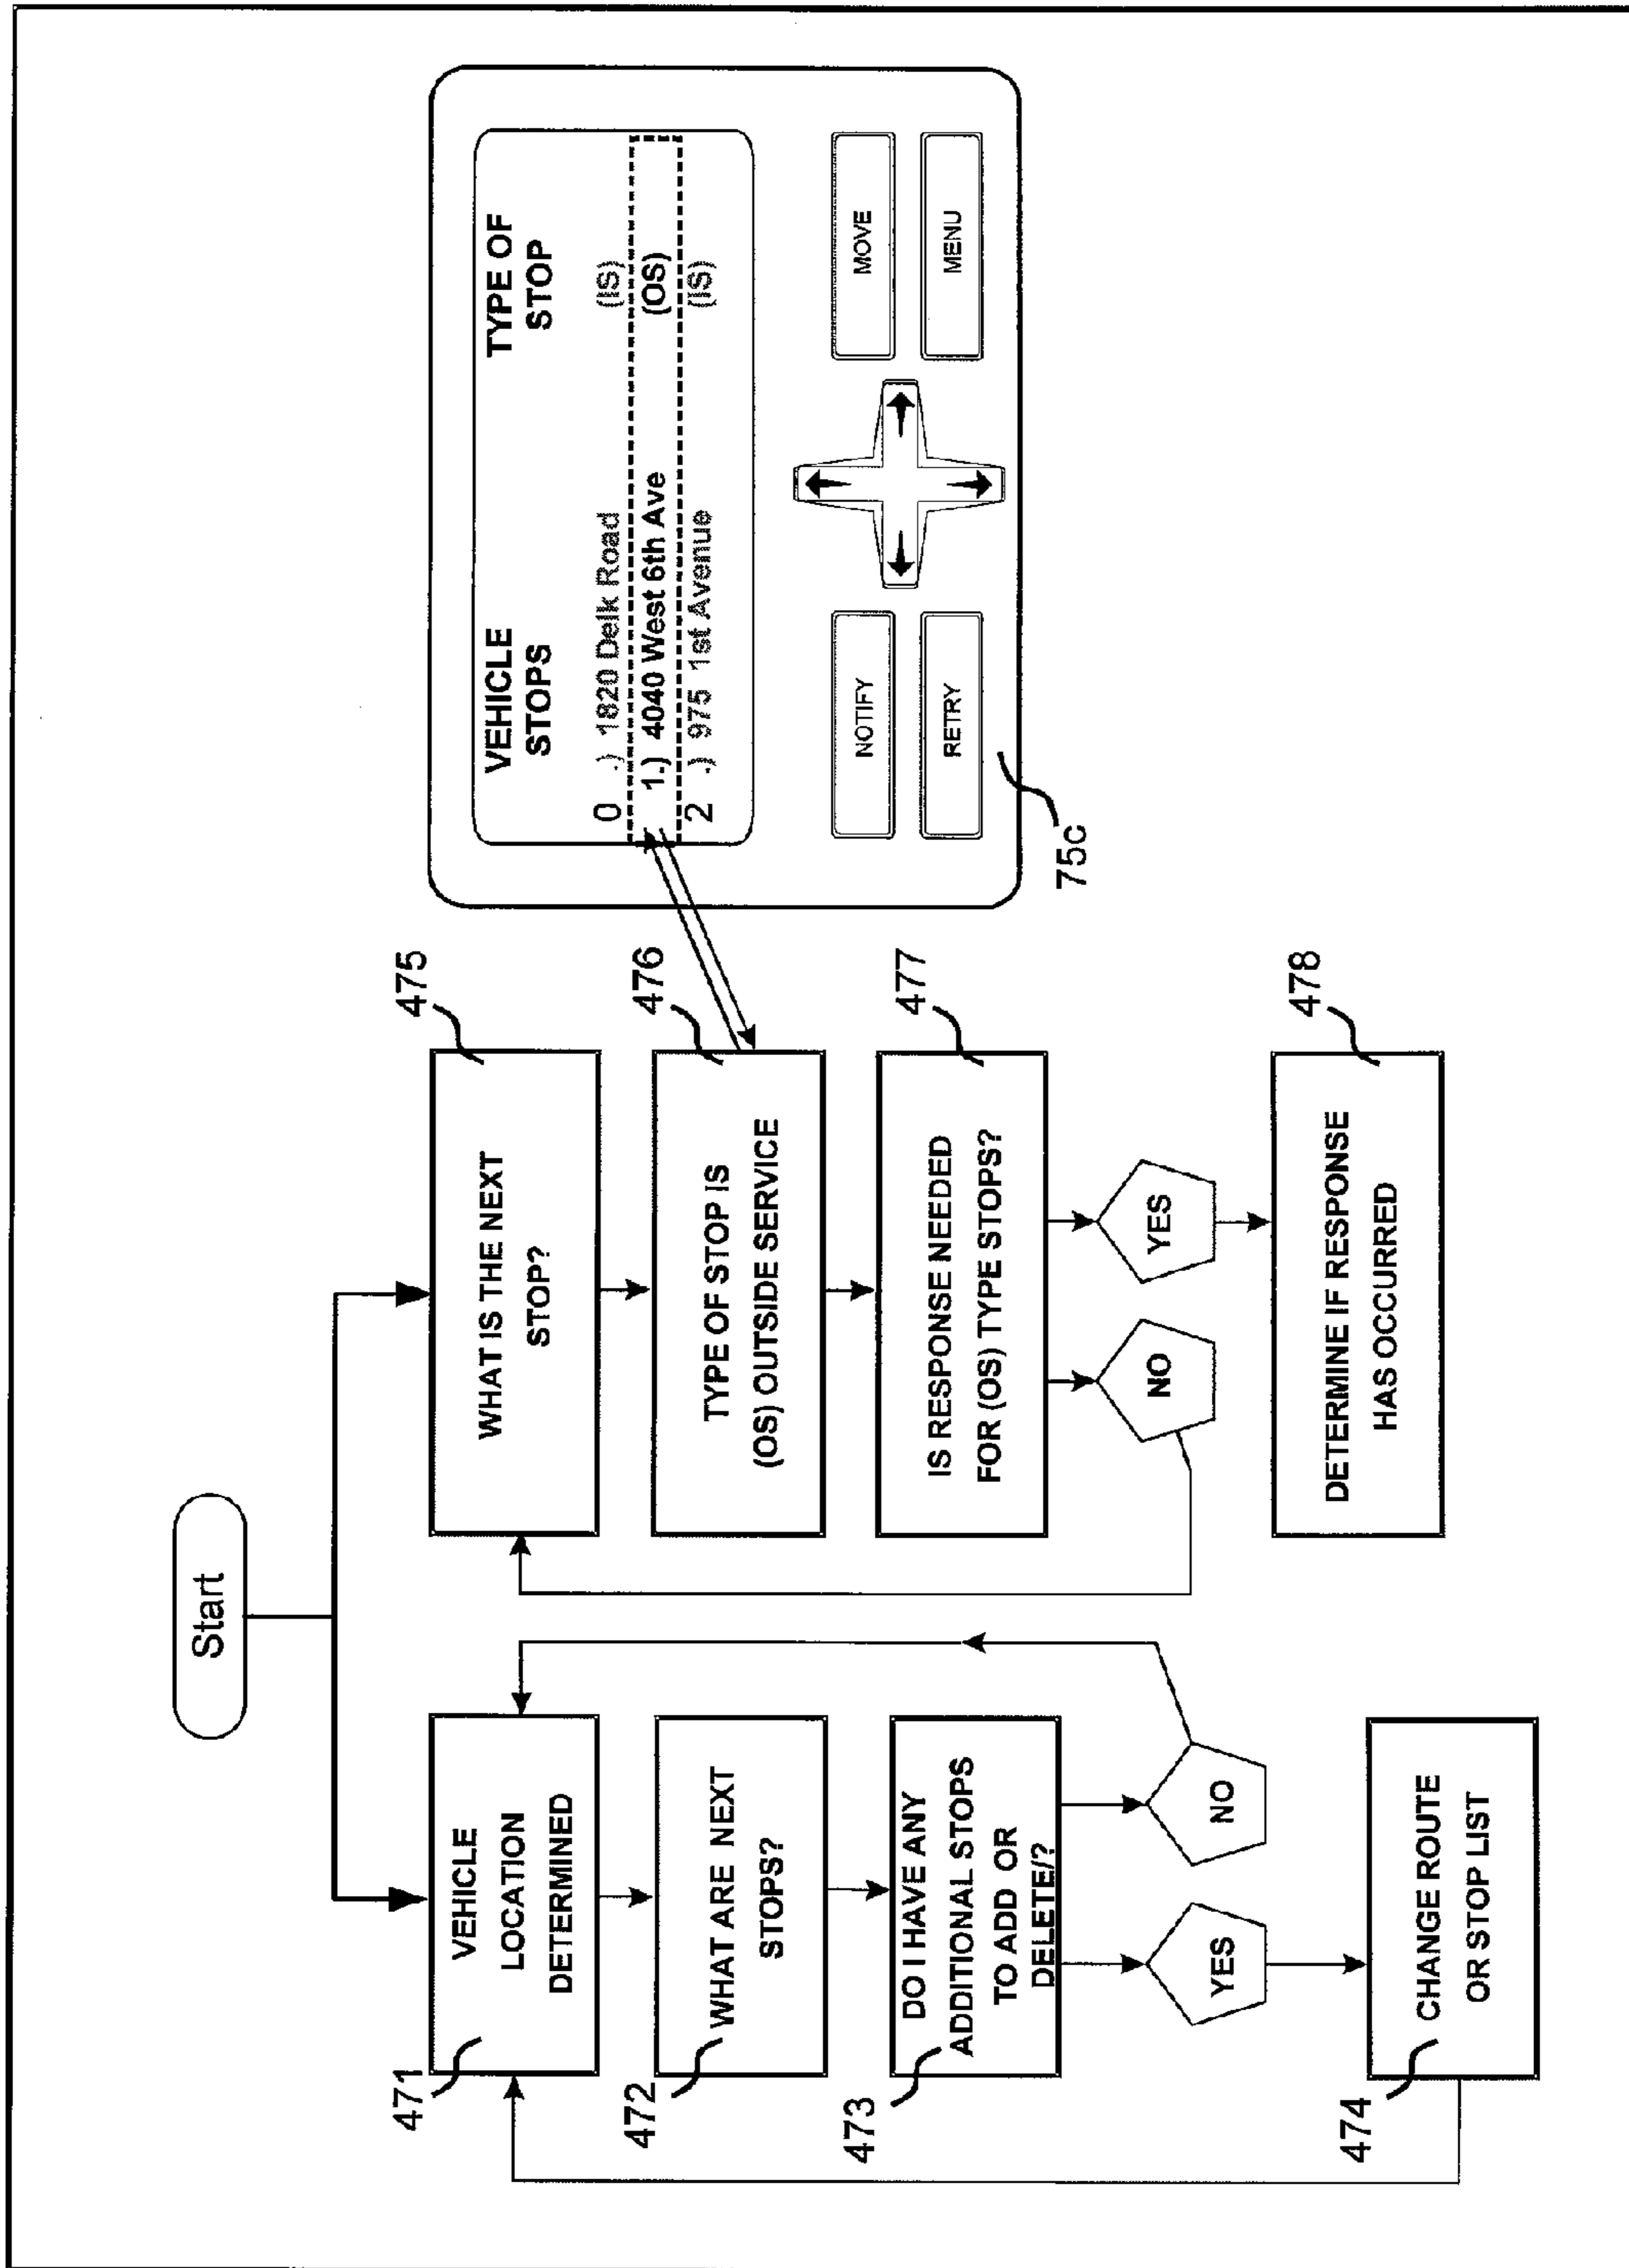 Start
471
VEHICLE
LOCATION
DETERMINED
472
WHAT ARE NEXT
STOPS?
473
DO I HAVE ANY
ADDITIONAL STOPS
TO ADD OR
DELETE/?
YES
NO
474
CHANGE ROUTE
OR STOP LIST
475
WHAT IS THE NEXT
STOP?
476
TYPE OF STOP IS
(OS) OUTSIDE SERVICE
477
IS RESPONSE NEEDED
FOR (OS) TYPE STOPS?
NO
YES
478
DETERMINE IF RESPONSE
HAS OCCURRED
VEHICLE
STOPS
TYPE OF
STOP
0 .) 1820 Delk Road (IS)
1.) 4040 West 6th Ave (OS)
2 .) 975 1st Avenue (IS)
NOTIFY
MOVE
RETRY
MENU
75c